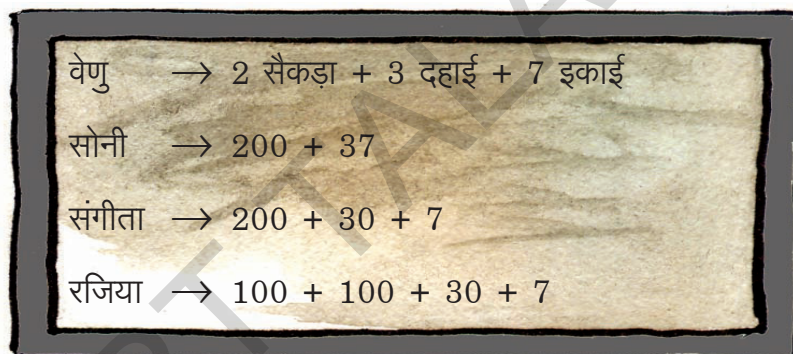 वेणु → 2 सैकड़ा + 3 दहाई + 7 इकाई
सोनी → 200 + 37
संगीता → 200 + 30 + 7
रजिया → 100 + 100 + 30 + 7